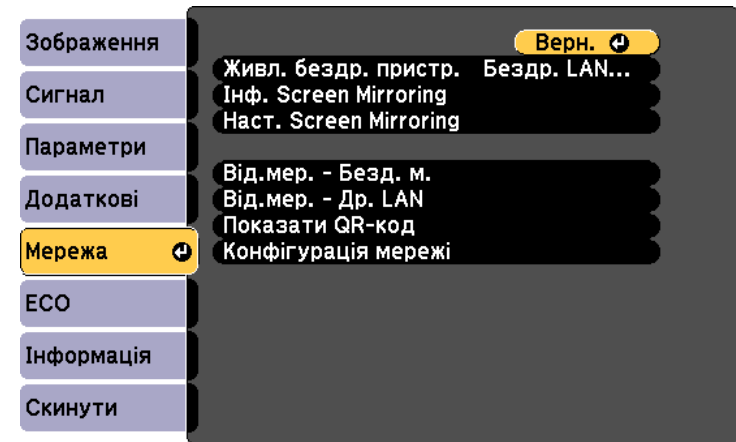 Зображення
Сигнал
Параметри
Додаткові
Мережа
ECO
Інформація
Скинути
Верн.
Живл. бездр. пристр. Бездр. LAN...
Інф. Screen Mirroring
Наст. Screen Mirroring
Від.мер. - Безд. м.
Від.мер. - Др. LAN
Показати QR-код
Конфігурація мережі